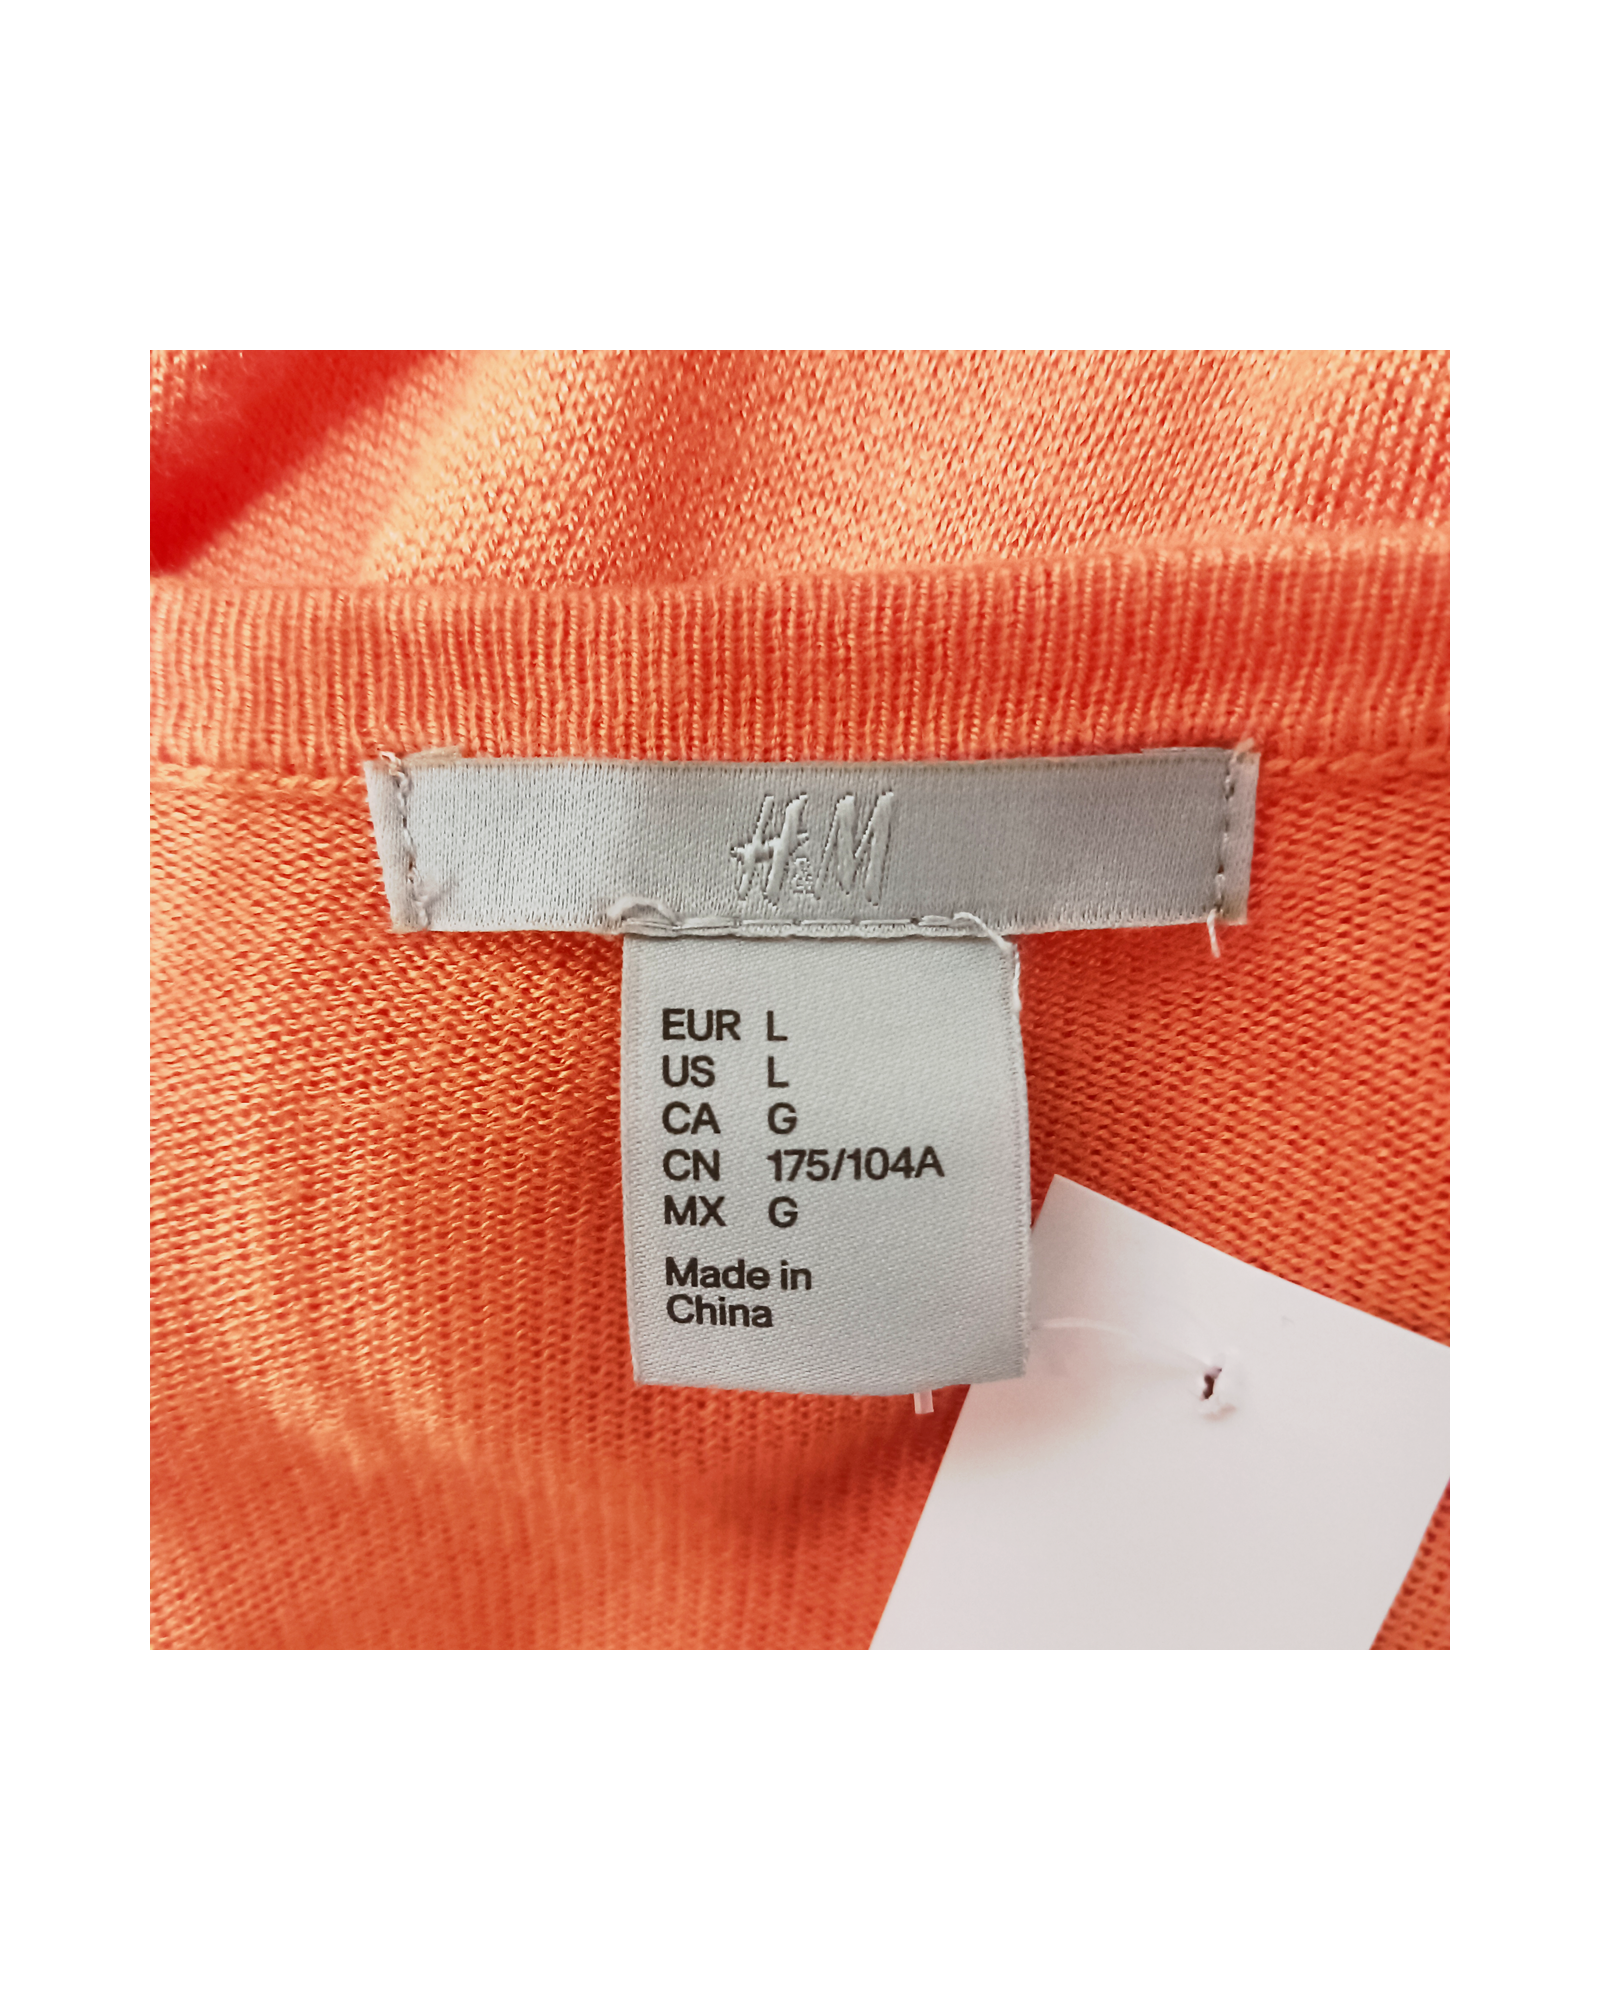 H&M
EUR L
US L
CA G
CN 175/104A
MX G
Made in
China